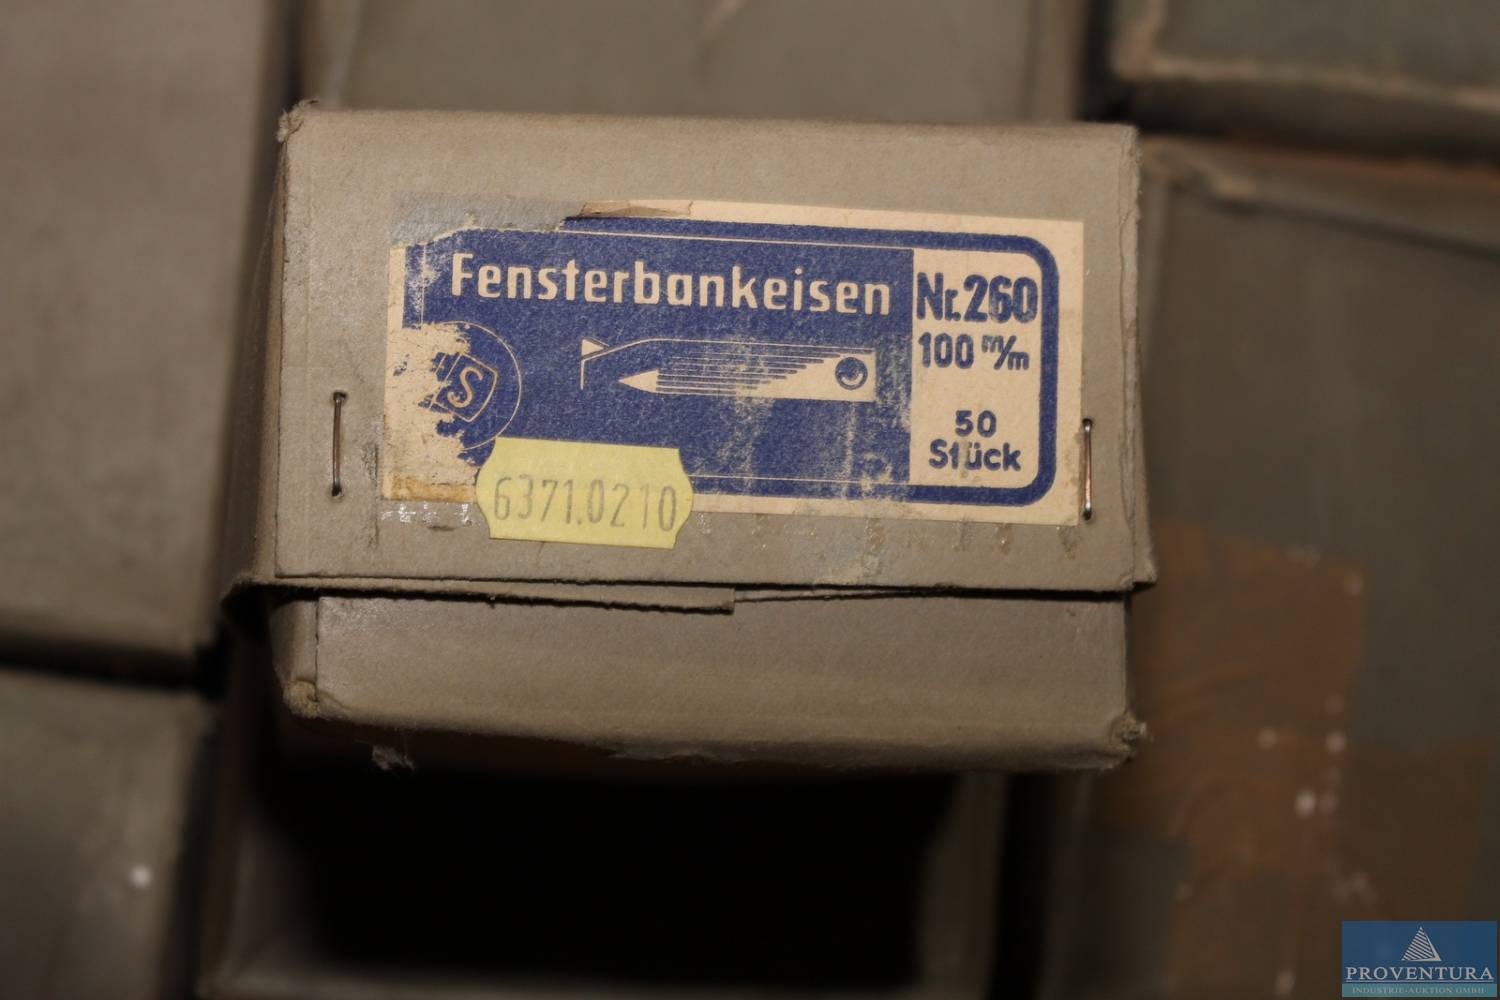 Fensterbankeisen
Nr. 260
100 m/m
50
Stück
S
6371.0210
PROVENTURA
INDUSTRIE-AUKTION GMBH